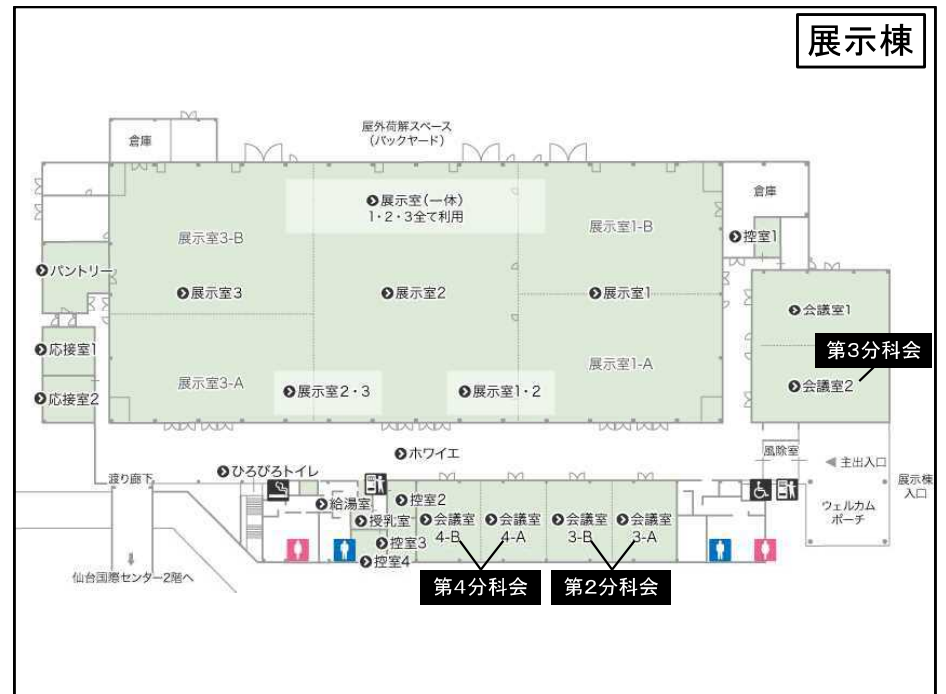 展示棟
倉庫
屋外荷解スペース
(バックヤード)
展示室(一体)
1・2・3全て利用
倉庫
展示室3-B
展示室1-B
控室1
パントリー
展示室3
展示室2
展示室1
会議室1
応接室1
第3分科会
展示室3-A
展示室1-A
会議室2
展示室2・3
展示室1・2
応接室2
ホワイエ
風除室
主出入口
展示棟
入口
ひろびろトイレ
渡り廊下
給湯室
控室2
ウェルカム
ポーチ
授乳室
会議室
4-B
会議室
4-A
会議室
3-B
会議室
3-A
控室3
控室4
仙台国際センター2階へ
第4分科会
第2分科会